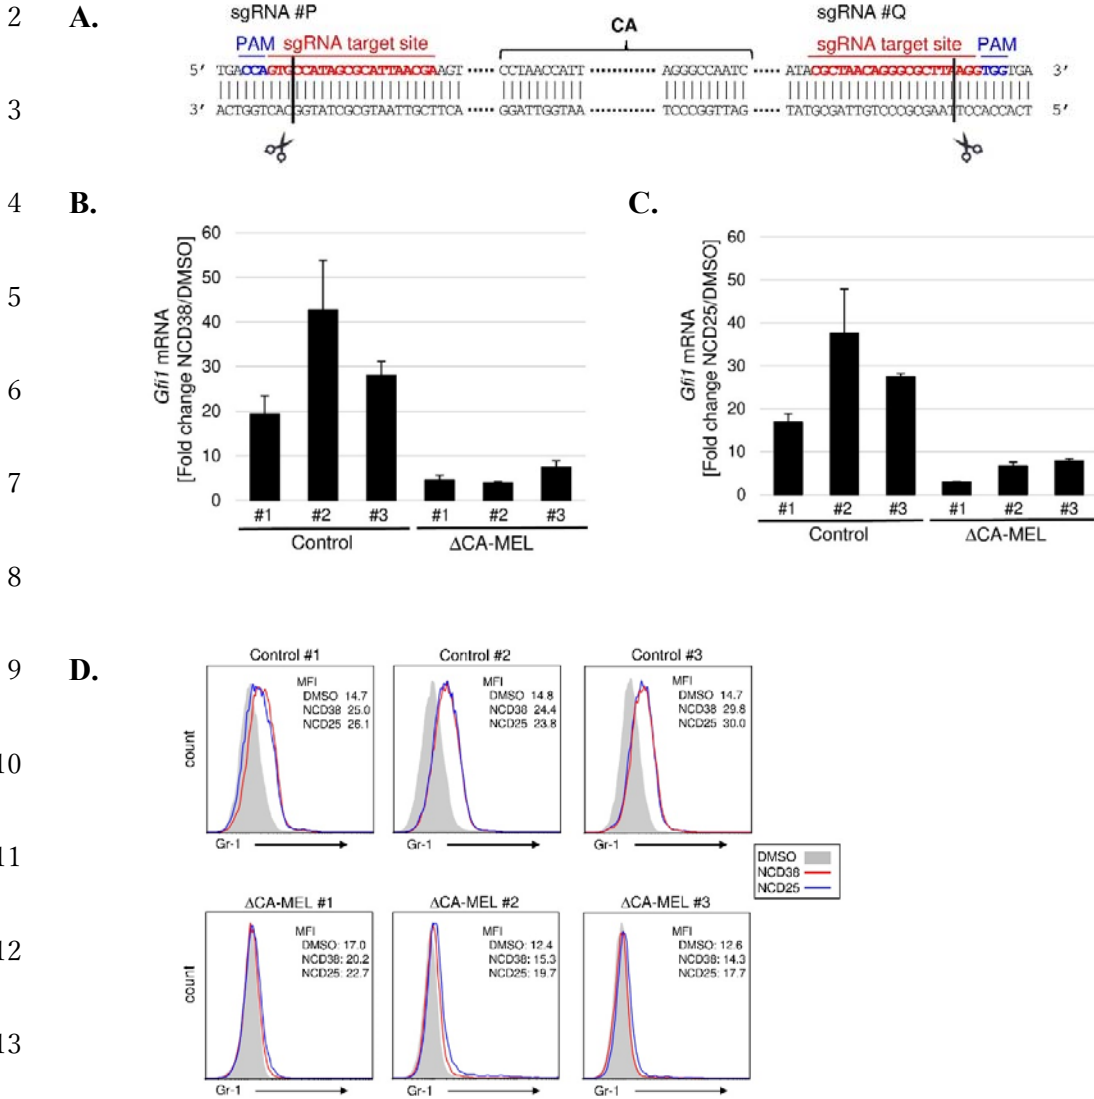 2 A. sgRNA #P CA sgRNA #Q
PAM sgRNA target site sgRNA target site PAM
5′ TGACCAGTGCCATAGCGCATTAACGAAGT ····· CCTAACCATT ············ AGGGCCAATC ····· ATACGCTAACAGGGCGCTTAAGGTGGTGA 3′
3 3′ ACTGGTCACGGTATCGCGTAATTGCTTCA ····· GGATTGGTAA ············ TCCCGGTTAG ······ TATGCGATTGTCCCGCGAATTCCACCACT 5′
4 B. C.
Gfi1 mRNA
[Fold change NCD38/DMSO]
60
50
40
30
20
10
0
#1 #2 #3 #1 #2 #3
Control ΔCA-MEL
Gfi1 mRNA
[Fold change NCD25/DMSO]
60
50
40
30
20
10
0
#1 #2 #3 #1 #2 #3
Control ΔCA-MEL
5
6
7
8
9 D.
Control #1
MFI
DMSO 14.7
NCD38 25.0
NCD25 26.1
count
Gr-1
Control #2
MFI
DMSO 14.8
NCD38 24.4
NCD25 23.8
Gr-1
Control #3
MFI
DMSO 14.7
NCD38 29.8
NCD25 30.0
Gr-1
10
11
DMSO
NCD38
NCD25
ΔCA-MEL #1
MFI
DMSO: 17.0
NCD38: 20.2
NCD25: 22.7
count
Gr-1
ΔCA-MEL #2
MFI
DMSO: 12.4
NCD38: 15.3
NCD25: 19.7
Gr-1
ΔCA-MEL #3
MFI
DMSO: 12.6
NCD38: 14.3
NCD25: 17.7
Gr-1
12
13